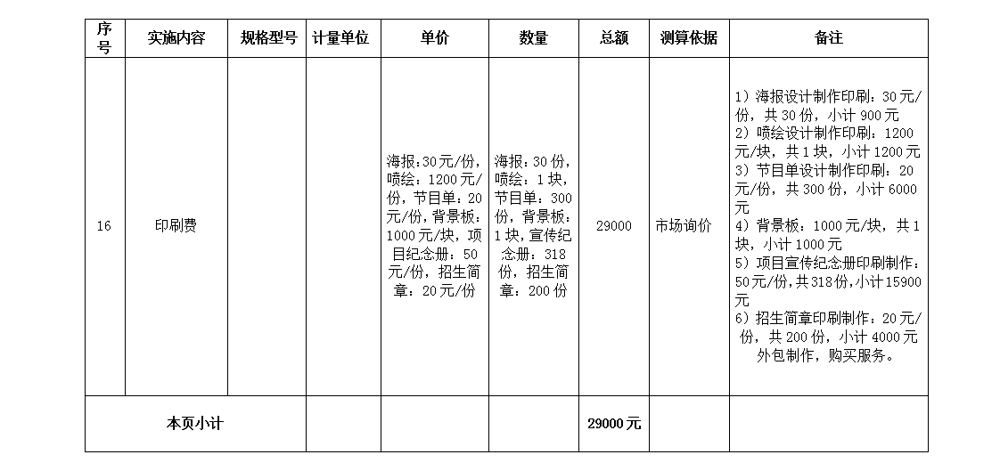 序号 实施内容 规格型号 计量单位 单价 数量 总额 测算依据 备注
16
印刷费
海报:30元/份,
喷绘: 1200元/
份,节目单: 20
元/份,背景板:
1000元/块,项
目纪念册: 50
元/份,招生简
章: 20元/份
海报: 30份,
喷绘: 1块,
节目单: 300
份,背景板:
1块,宣传纪
念册: 318
份,招生简
章: 200份
29000
市场询价
1）海报设计制作印刷: 30元/
份, 共30份, 小计900元
2）喷绘设计制作印刷: 1200
元/块, 共1块, 小计1200元
3）节目单设计制作印刷: 20
元/份, 共300份, 小计6000
元
4）背景板: 1000元/块, 共1
块, 小计1000元
5）项目宣传纪念册印刷制作:
50元/份,共318份,小计15900
元
6）招生简章印刷制作: 20元/
份, 共200份, 小计4000元
外包制作, 购买服务。
本页小计 29000元